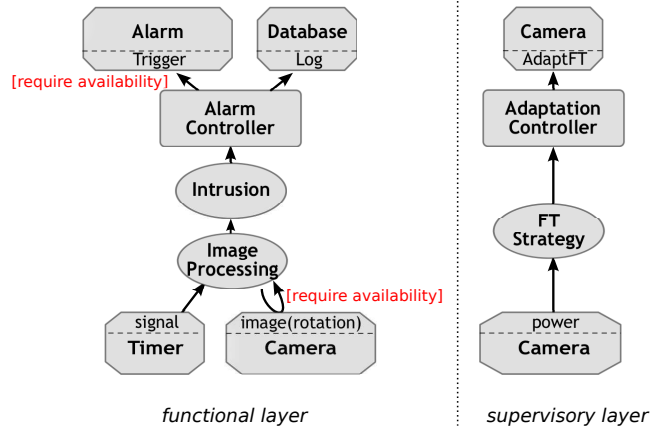 Alarm
Trigger
Database
Log
[require availability]
Alarm
Controller
Intrusion
Image
Processing
[require availability]
signal
Timer
image(rotation)
Camera
functional layer
Camera
AdaptFT
Adaptation
Controller
FT
Strategy
power
Camera
supervisory layer